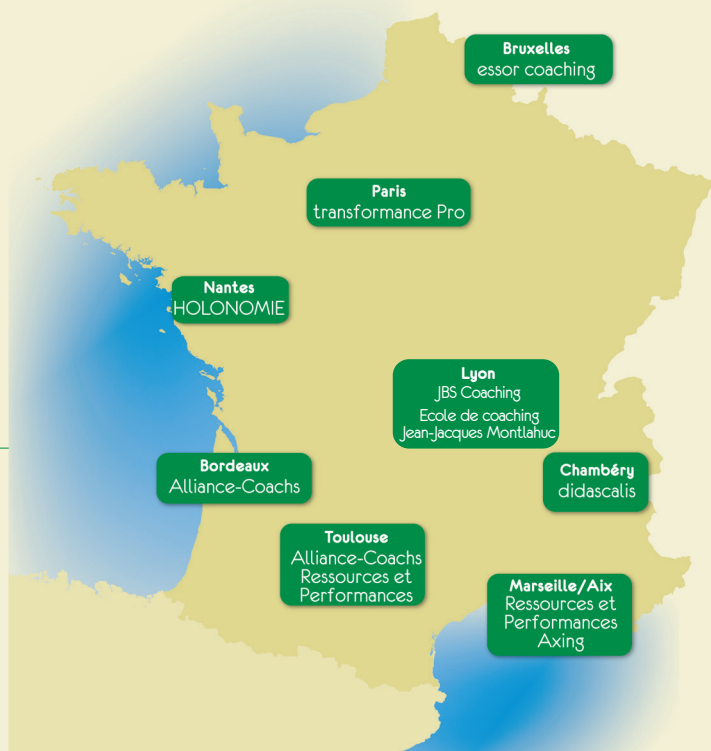 Bruxelles
essor coaching
Paris
transformance Pro
Nantes
HOLONOMIE
Lyon
JBS Coaching
Ecole de coaching
Jean-Jacques Montlahuc
Bordeaux
Alliance-Coachs
Chambéry
didascalis
Toulouse
Alliance-Coachs
Ressources et
Performances
Marseille/Aix
Ressources et
Performances
Axing